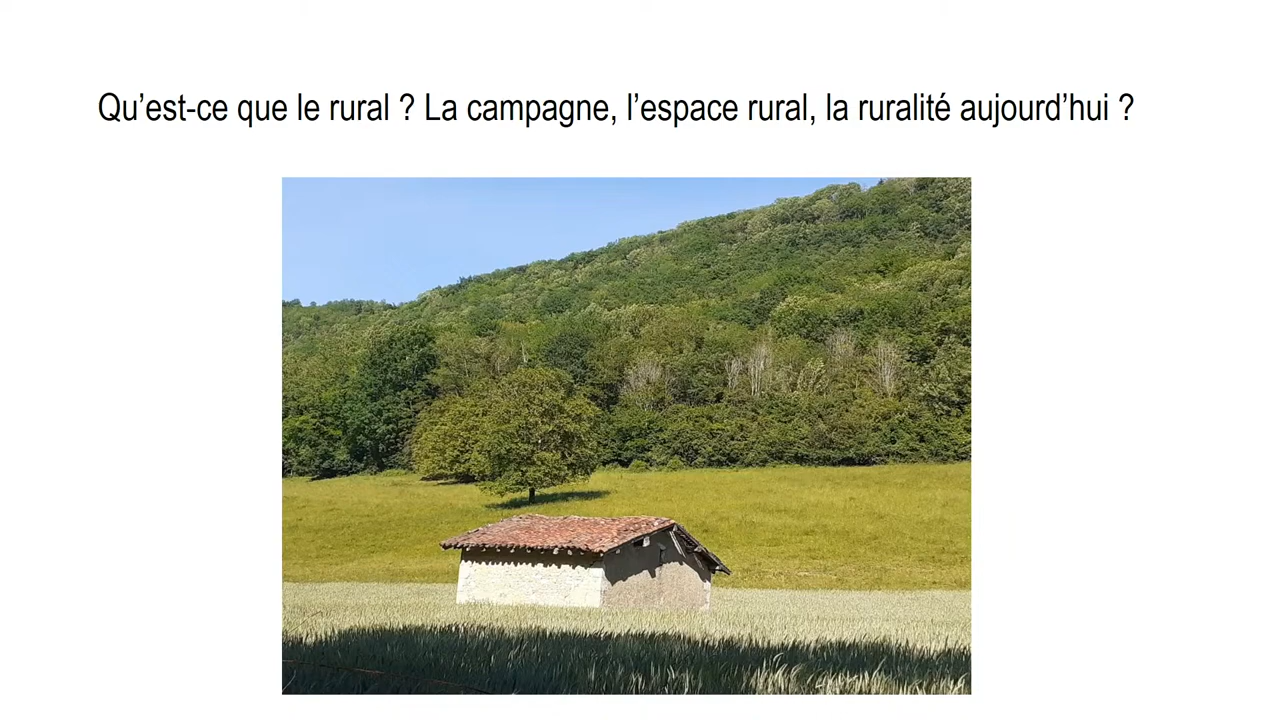 Qu’est-ce que le rural ? La campagne, l’espace rural, la ruralité aujourd’hui ?